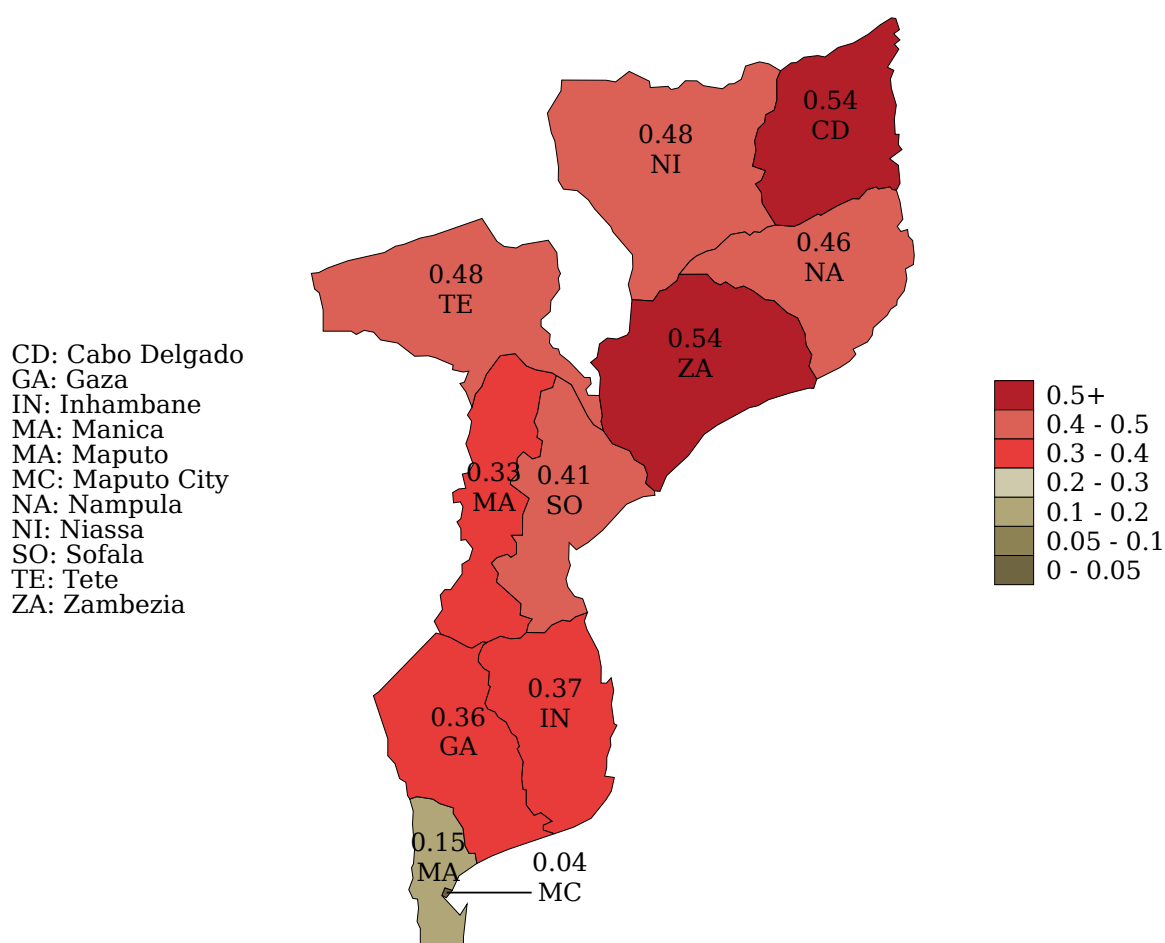 0.54
CD
0.48
NI
0.46
NA
0.48
TE
0.54
ZA
CD: Cabo Delgado
GA: Gaza
IN: Inhambane
MA: Manica
MA: Maputo
MC: Maputo City
NA: Nampula
NI: Niassa
SO: Sofala
TE: Tete
ZA: Zambezia
0.33
MA
0.41
SO
0.5+
0.4 - 0.5
0.3 - 0.4
0.2 - 0.3
0.1 - 0.2
0.05 - 0.1
0 - 0.05
0.37
IN
0.36
GA
0.15
MA
0.04
MC